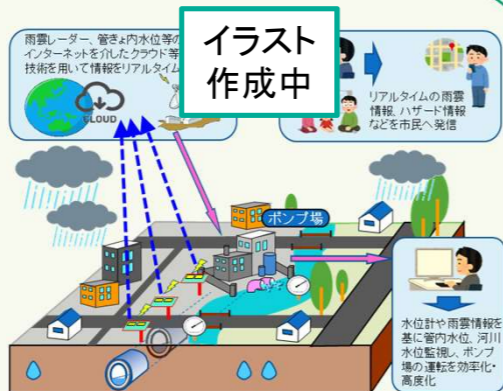 雨雲レーダー、管きょ内水位等の
インターネットを介したクラウド等
技術を用いて情報をリアルタイム
CLOUD
イラスト
作成中
リアルタイムの雨雲
情報、ハザード情報
などを市民へ発信
ポンプ場
水位計や雨雲情報を
基に管内水位、河川
水位監視し、ポンプ
場の運転を効率化・
高度化